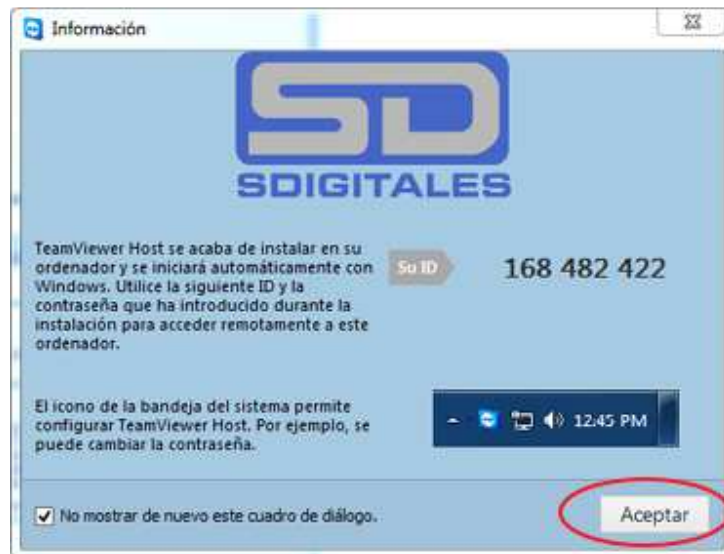 Información
SD
SDIGITALES
TeamViewer Host se acaba de instalar en su
ordenador y se iniciará automáticamente con
Windows. Utilice la siguiente ID y la
contraseña que ha introducido durante la
instalación para acceder remotamente a este
ordenador.
Su ID
168 482 422
El icono de la bandeja del sistema permite
configurar TeamViewer Host. Por ejemplo, se
puede cambiar la contraseña.
12:45 PM
No mostrar de nuevo este cuadro de diálogo.
Aceptar